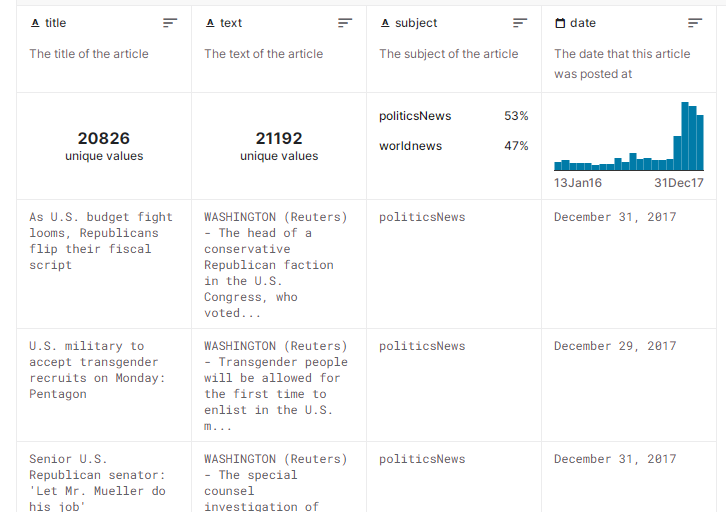 title
text
subject
date
The title of the article
The text of the article
The subject of the article
The date that this article
was posted at
20826
unique values
21192
unique values
politicsNews 53%
worldnews 47%
13Jan16 31Dec17
As U.S. budget fight
looms, Republicans
flip their fiscal
script
WASHINGTON (Reuters)
- The head of a
conservative
Republican faction
in the U.S.
Congress, who
voted...
politicsNews
December 31, 2017
U.S. military to
accept transgender
recruits on Monday:
Pentagon
WASHINGTON (Reuters)
- Transgender people
will be allowed for
the first time to
enlist in the U.S.
m...
politicsNews
December 29, 2017
Senior U.S.
Republican senator:
'Let Mr. Mueller do
his job'
WASHINGTON (Reuters)
- The special
counsel
investigation of
politicsNews
December 31, 2017